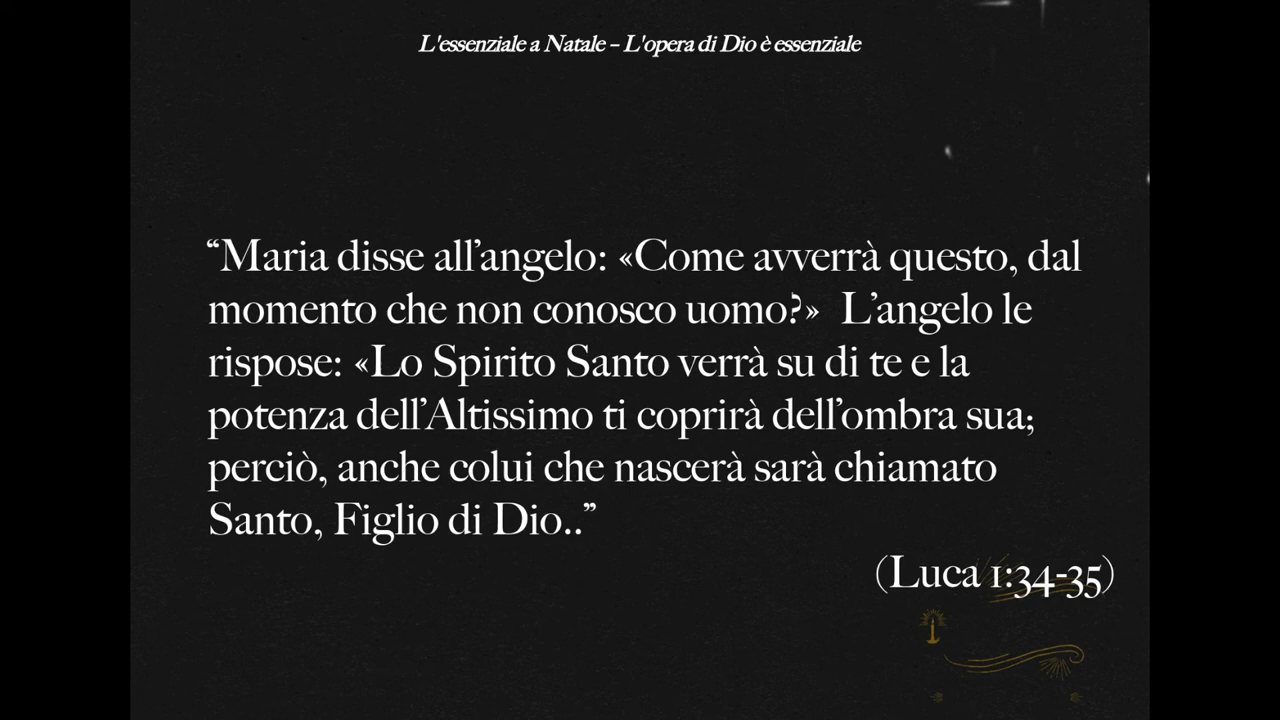 L'essenziale a Natale – L'opera di Dio è essenziale
“Maria disse all’angelo: «Come avverrà questo, dal
momento che non conosco uomo?»  L’angelo le
rispose: «Lo Spirito Santo verrà su di te e la
potenza dell’Altissimo ti coprirà dell’ombra sua;
perciò, anche colui che nascerà sarà chiamato
Santo, Figlio di Dio..”
(Luca 1:34-35)